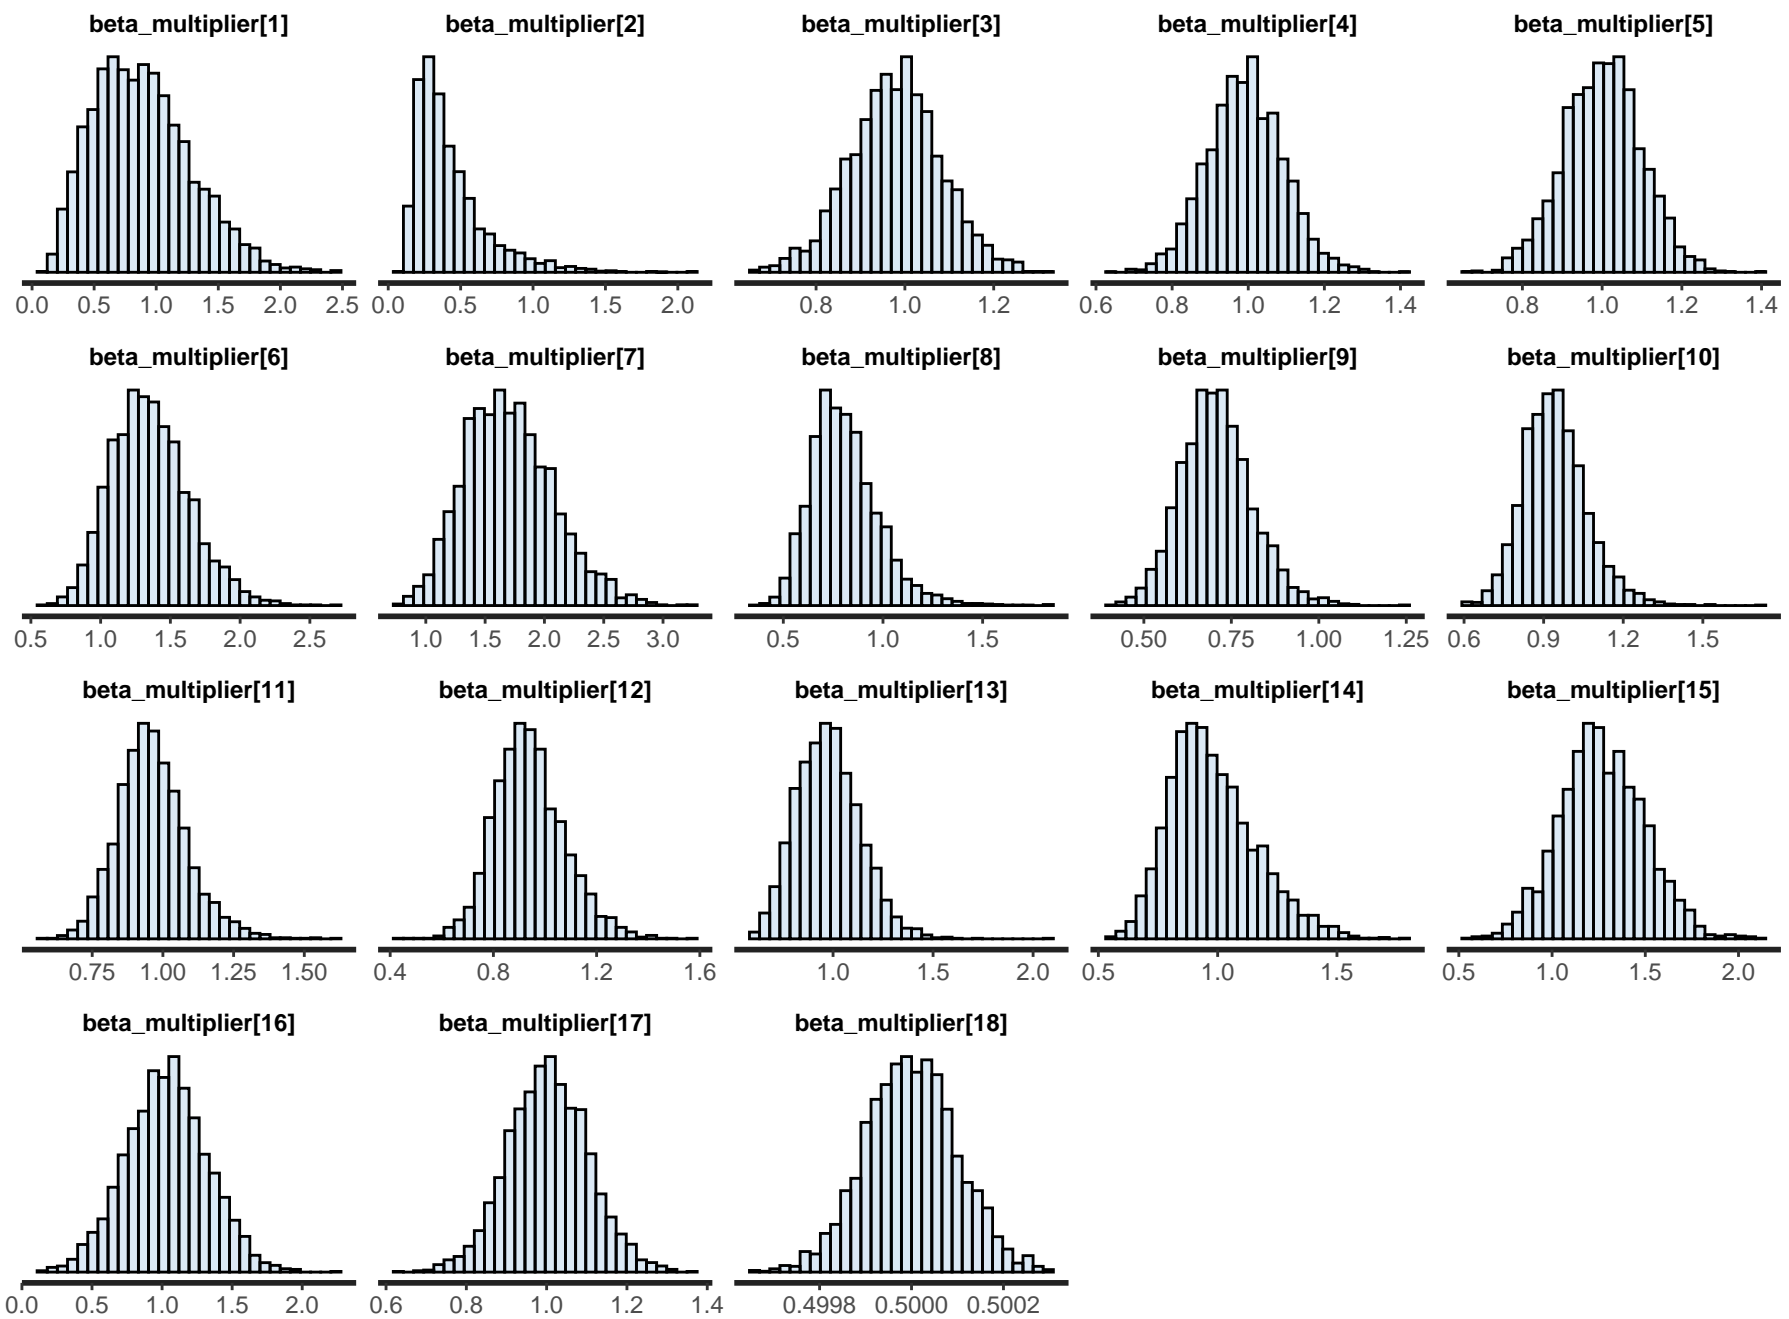 beta_multiplier[1] beta_multiplier[2] beta_multiplier[3] beta_multiplier[4] beta_multiplier[5]
0.0 0.5 1.0 1.5 2.0 2.5 0.0 0.5 1.0 1.5 2.0 0.8 1.0 1.2 0.6 0.8 1.0 1.2 1.4 0.8 1.0 1.2 1.4
beta_multiplier[6] beta_multiplier[7] beta_multiplier[8] beta_multiplier[9] beta_multiplier[10]
0.5 1.0 1.5 2.0 2.5 1.0 1.5 2.0 2.5 3.0 0.5 1.0 1.5 0.50 0.75 1.00 1.25 0.6 0.9 1.2 1.5
beta_multiplier[11] beta_multiplier[12] beta_multiplier[13] beta_multiplier[14] beta_multiplier[15]
0.75 1.00 1.25 1.50 0.4 0.8 1.2 1.6 1.0 1.5 2.0 0.5 1.0 1.5 0.5 1.0 1.5 2.0
beta_multiplier[16] beta_multiplier[17] beta_multiplier[18]
0.0 0.5 1.0 1.5 2.0 0.6 0.8 1.0 1.2 1.4 0.4998 0.5000 0.5002